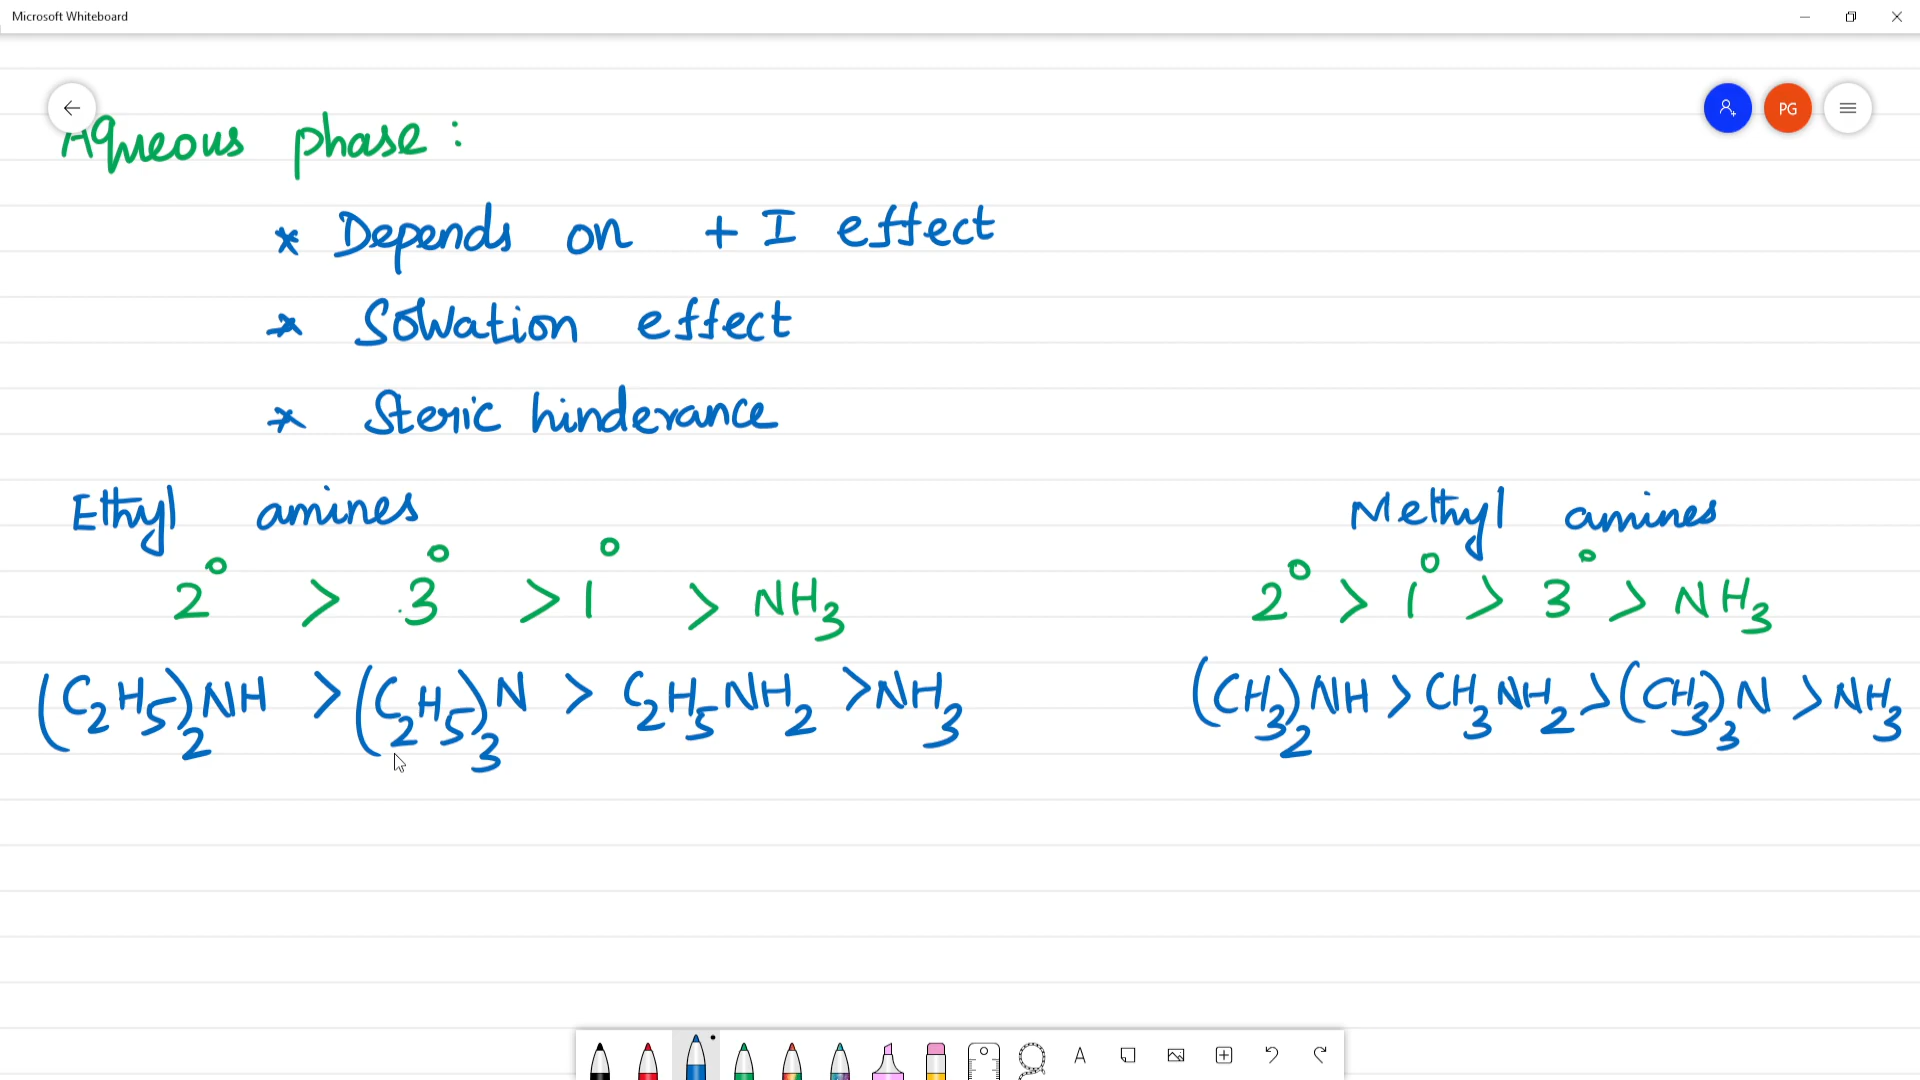 Microsoft Whiteboard
PG
Aqueous phase:
* Depends on + I effect
* Solvation effect
* Steric hinderance
Ethyl amines
2° > 3° > 1° > NH₃
(C₂H₅)₂NH > (C₂H₅)₃N > C₂H₅NH₂ > NH₃
Methyl amines
2° > 1° > 3° > NH₃
(CH₃)₂NH > CH₃NH₂ > (CH₃)₃N > NH₃
A